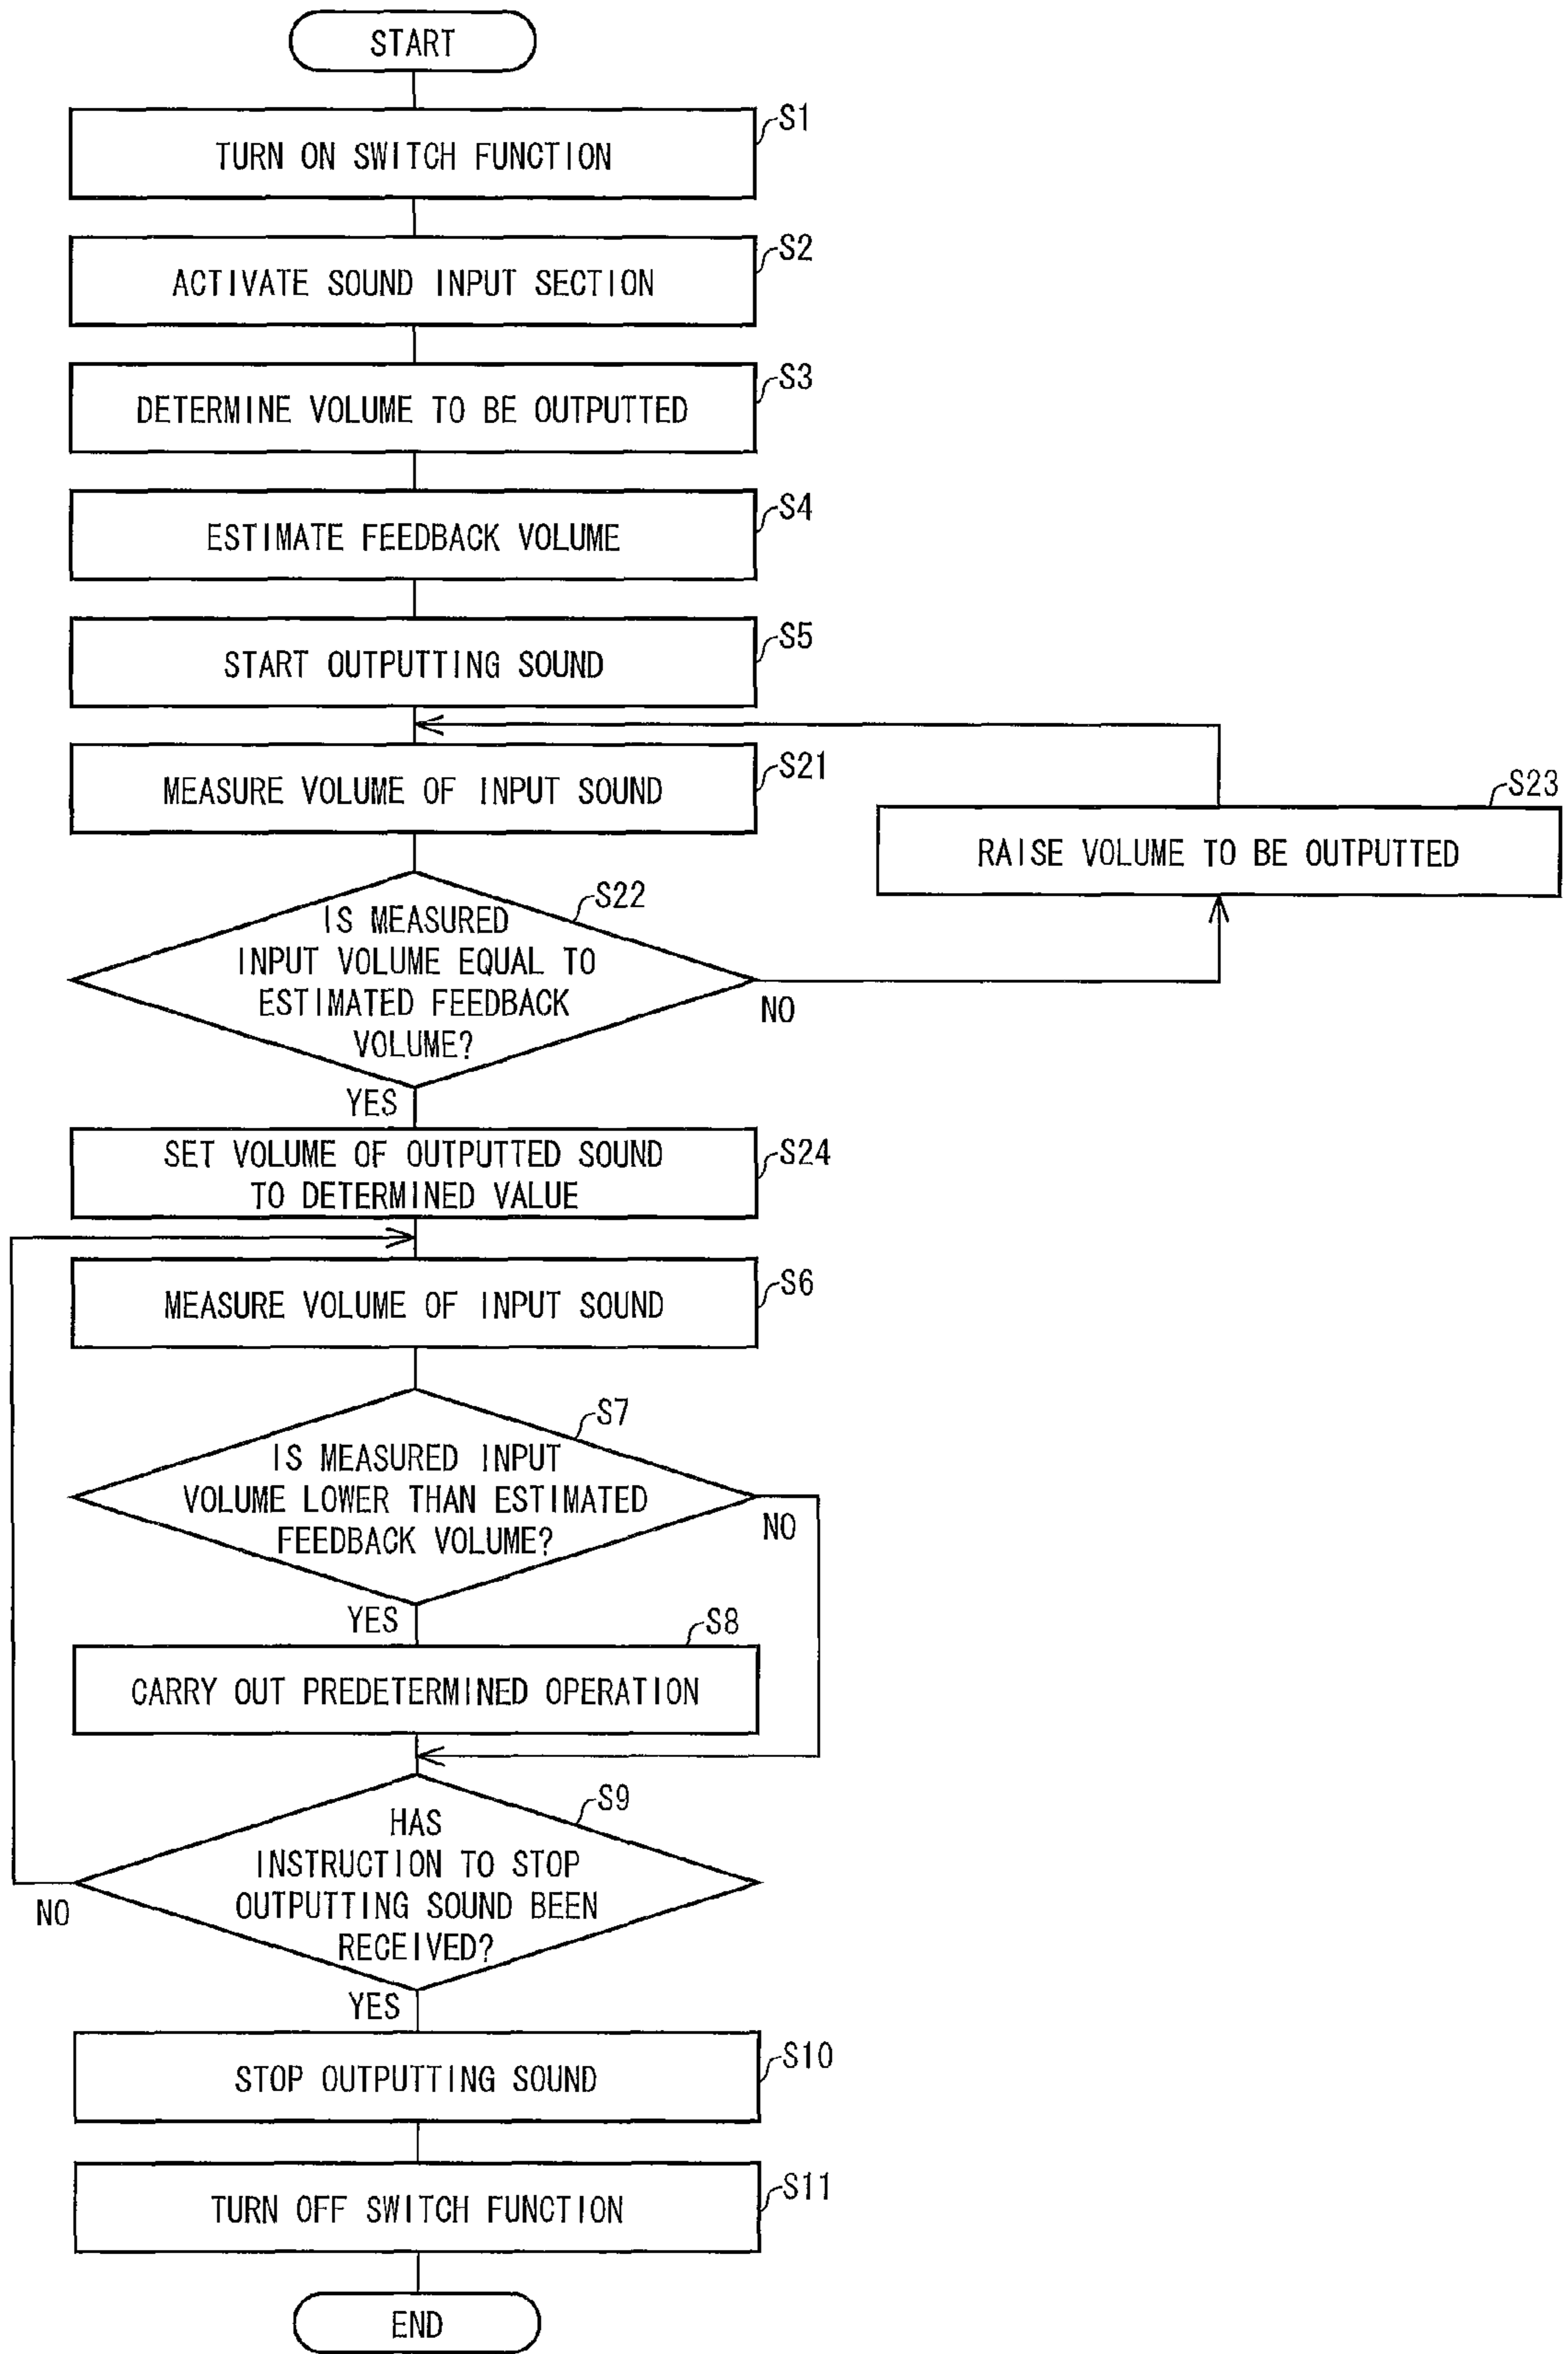 START
S1
TURN ON SWITCH FUNCTION
S2
ACTIVATE SOUND INPUT SECTION
S3
DETERMINE VOLUME TO BE OUTPUTTED
S4
ESTIMATE FEEDBACK VOLUME
S5
START OUTPUTTING SOUND
S21
MEASURE VOLUME OF INPUT SOUND
S23
RAISE VOLUME TO BE OUTPUTTED
S22
IS MEASURED
INPUT VOLUME EQUAL TO
ESTIMATED FEEDBACK
VOLUME?
NO
YES
S24
SET VOLUME OF OUTPUTTED SOUND
TO DETERMINED VALUE
S6
MEASURE VOLUME OF INPUT SOUND
S7
IS MEASURED INPUT
VOLUME LOWER THAN ESTIMATED
FEEDBACK VOLUME?
NO
YES
S8
CARRY OUT PREDETERMINED OPERATION
S9
HAS
INSTRUCTION TO STOP
OUTPUTTING SOUND BEEN
RECEIVED?
NO
YES
S10
STOP OUTPUTTING SOUND
S11
TURN OFF SWITCH FUNCTION
END